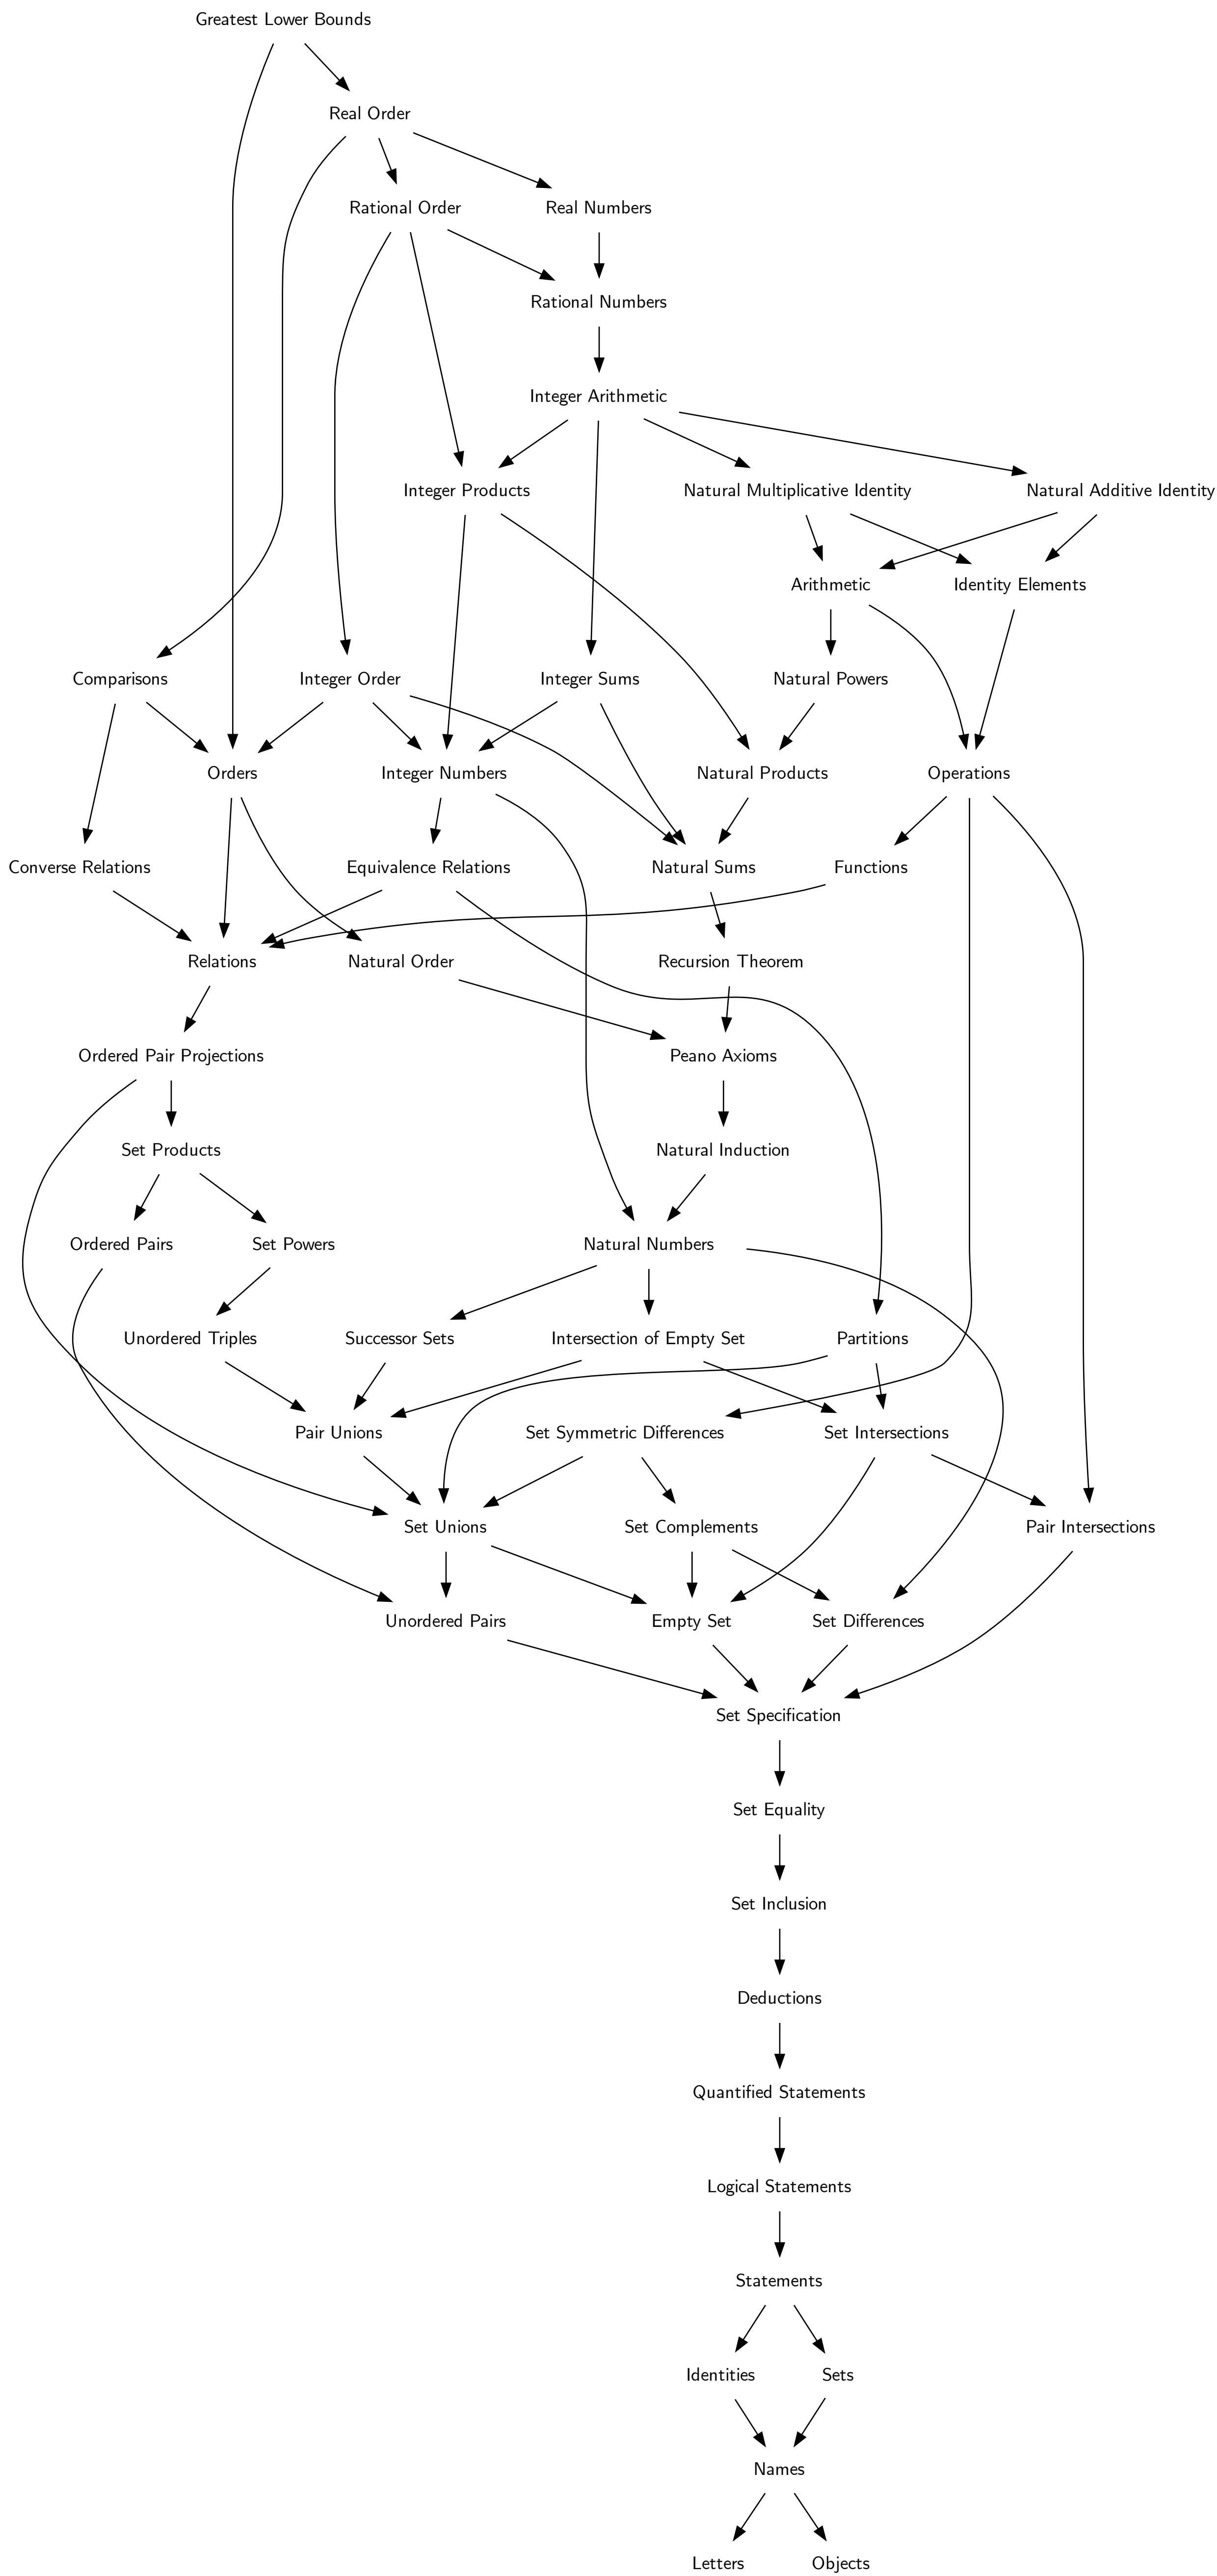 Greatest Lower Bounds
Real Order
Rational Order
Real Numbers
Rational Numbers
Integer Arithmetic
Integer Products
Natural Multiplicative Identity
Natural Additive Identity
Arithmetic
Identity Elements
Comparisons
Integer Order
Integer Sums
Natural Powers
Orders
Integer Numbers
Natural Products
Operations
Converse Relations
Equivalence Relations
Natural Sums
Functions
Relations
Natural Order
Recursion Theorem
Ordered Pair Projections
Peano Axioms
Set Products
Natural Induction
Ordered Pairs
Set Powers
Natural Numbers
Unordered Triples
Successor Sets
Intersection of Empty Set
Partitions
Pair Unions
Set Symmetric Differences
Set Intersections
Set Unions
Set Complements
Pair Intersections
Unordered Pairs
Empty Set
Set Differences
Set Specification
Set Equality
Set Inclusion
Deductions
Quantified Statements
Logical Statements
Statements
Identities
Sets
Names
Letters
Objects